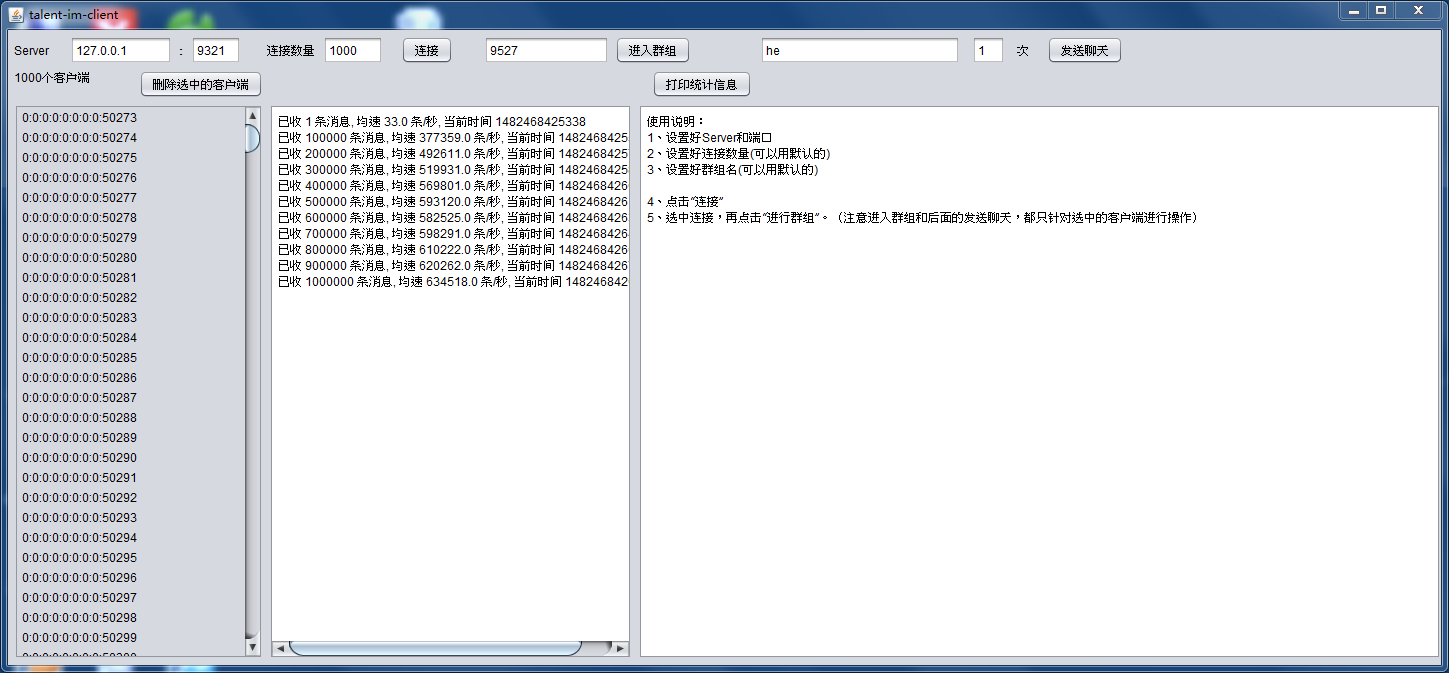 talent-im-client
Server 127.0.0.1 : 9321 连接数量 1000 连接 9527 进入群组 he 1 次 发送聊天
1000个客户端 删除选中的客户端 打印统计信息
0:0:0:0:0:0:0:0:50273
0:0:0:0:0:0:0:0:50274
0:0:0:0:0:0:0:0:50275
0:0:0:0:0:0:0:0:50276
0:0:0:0:0:0:0:0:50277
0:0:0:0:0:0:0:0:50278
0:0:0:0:0:0:0:0:50279
0:0:0:0:0:0:0:0:50280
0:0:0:0:0:0:0:0:50281
0:0:0:0:0:0:0:0:50282
0:0:0:0:0:0:0:0:50283
0:0:0:0:0:0:0:0:50284
0:0:0:0:0:0:0:0:50285
0:0:0:0:0:0:0:0:50286
0:0:0:0:0:0:0:0:50287
0:0:0:0:0:0:0:0:50288
0:0:0:0:0:0:0:0:50289
0:0:0:0:0:0:0:0:50290
0:0:0:0:0:0:0:0:50291
0:0:0:0:0:0:0:0:50292
0:0:0:0:0:0:0:0:50293
0:0:0:0:0:0:0:0:50294
0:0:0:0:0:0:0:0:50295
0:0:0:0:0:0:0:0:50296
0:0:0:0:0:0:0:0:50297
0:0:0:0:0:0:0:0:50298
0:0:0:0:0:0:0:0:50299
已收 1 条消息, 均速 33.0 条/秒, 当前时间 1482468425338
已收 100000 条消息, 均速 377359.0 条/秒, 当前时间 1482468425
已收 200000 条消息, 均速 492611.0 条/秒, 当前时间 1482468425
已收 300000 条消息, 均速 519931.0 条/秒, 当前时间 1482468425
已收 400000 条消息, 均速 569801.0 条/秒, 当前时间 1482468426
已收 500000 条消息, 均速 593120.0 条/秒, 当前时间 1482468426
已收 600000 条消息, 均速 582525.0 条/秒, 当前时间 1482468426
已收 700000 条消息, 均速 598291.0 条/秒, 当前时间 1482468426
已收 800000 条消息, 均速 610222.0 条/秒, 当前时间 1482468426
已收 900000 条消息, 均速 620262.0 条/秒, 当前时间 1482468426
已收 1000000 条消息, 均速 634518.0 条/秒, 当前时间 148246842
使用说明：
1、设置好Server和端口
2、设置好连接数量(可以用默认的)
3、设置好群组名(可以用默认的)
4、点击“连接”
5、选中连接，再点击“进行群组”。（注意进入群组和后面的发送聊天，都只针对选中的客户端进行操作）